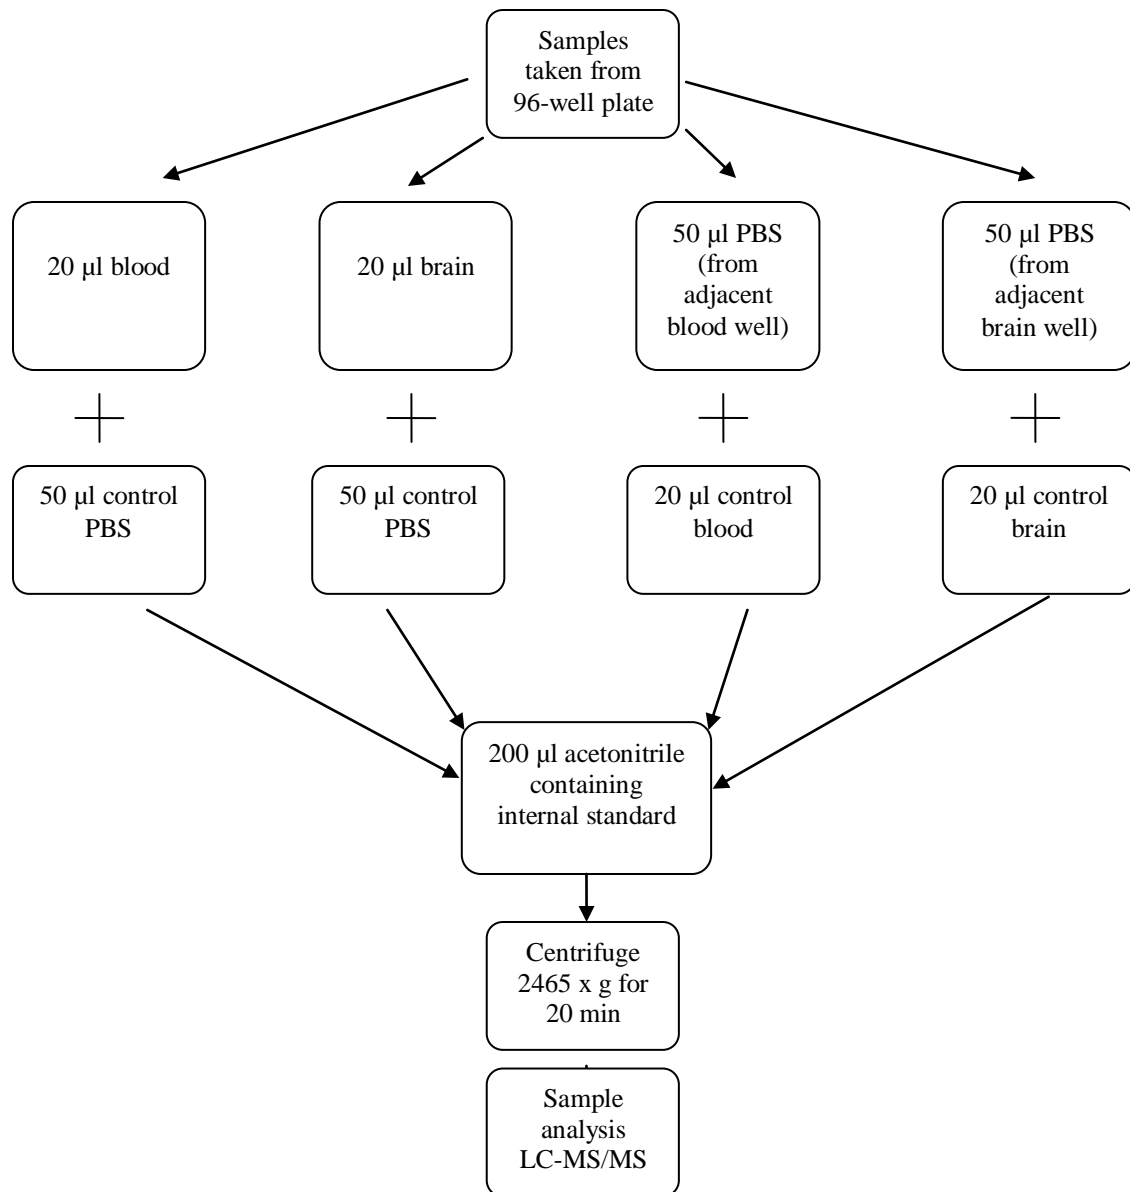 Samples
taken from
96-well plate
20 µl blood
20 µl brain
50 µl PBS
(from
adjacent
blood well)
50 µl PBS
(from
adjacent
brain well)
50 µl control
PBS
50 µl control
PBS
20 µl control
blood
20 µl control
brain
200 µl acetonitrile
containing
internal standard
Centrifuge
2465 x g for
20 min
Sample
analysis
LC-MS/MS